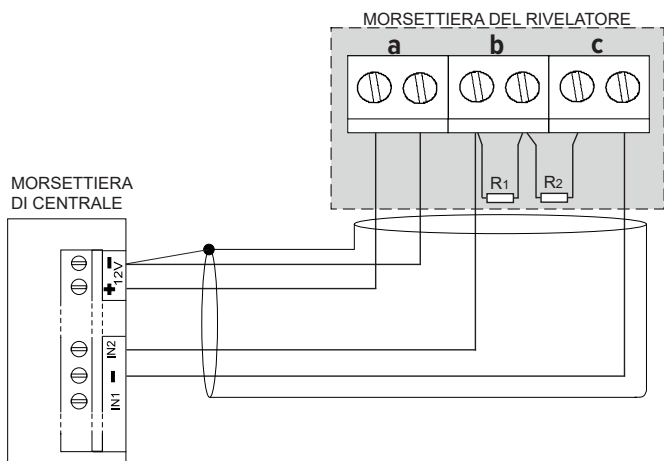 MORSETTIERA DEL RIVELATORE
a b c
R1 R2
MORSETTIERA
DI CENTRALE
-
12V
+
IN2
-
IN1